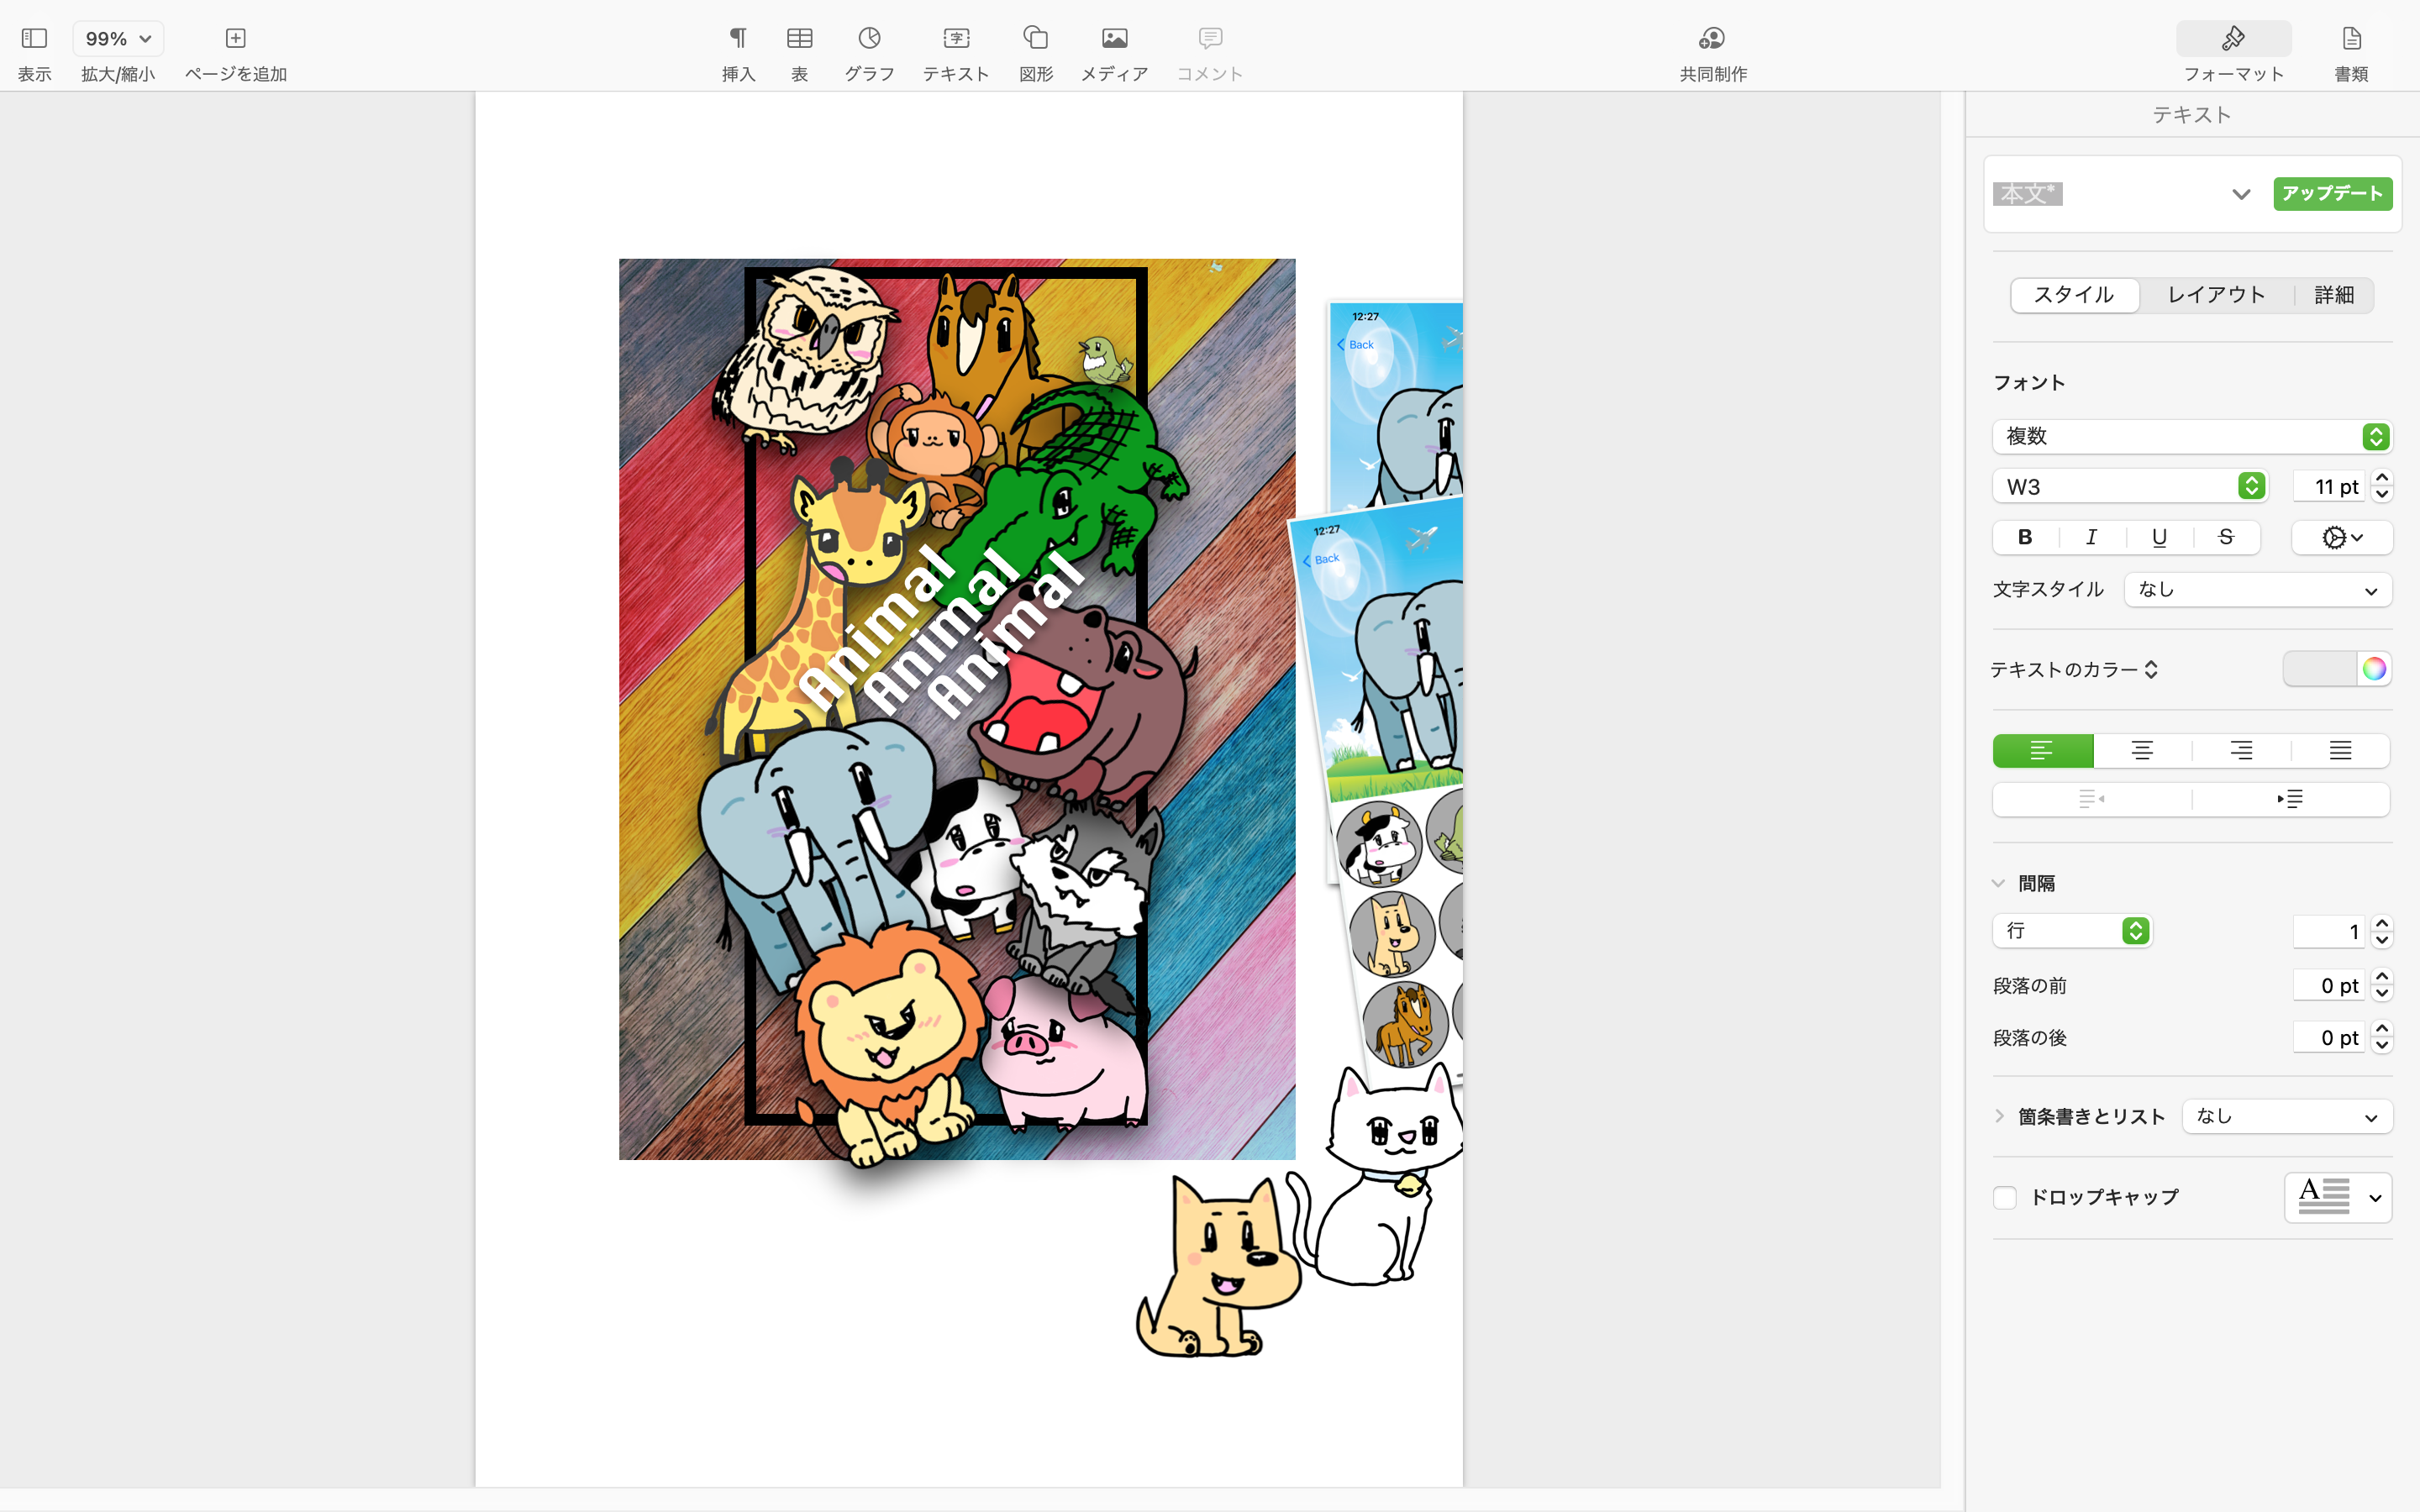 99%
表示
拡大/縮小
ページを追加
挿入
表
グラフ
字
テキスト
図形
メディア
コメント
共同制作
フォーマット
書類
テキスト
本文*
アップデート
スタイル
レイアウト
詳細
フォント
複数
W3
11 pt
B
I
U
S
文字スタイル
なし
テキストのカラー
間隔
行
1
段落の前
0 pt
段落の後
0 pt
箇条書きとリスト
なし
ドロップキャップ
A
Animal
Animal
Animal
12:27
Back
12:27
Back